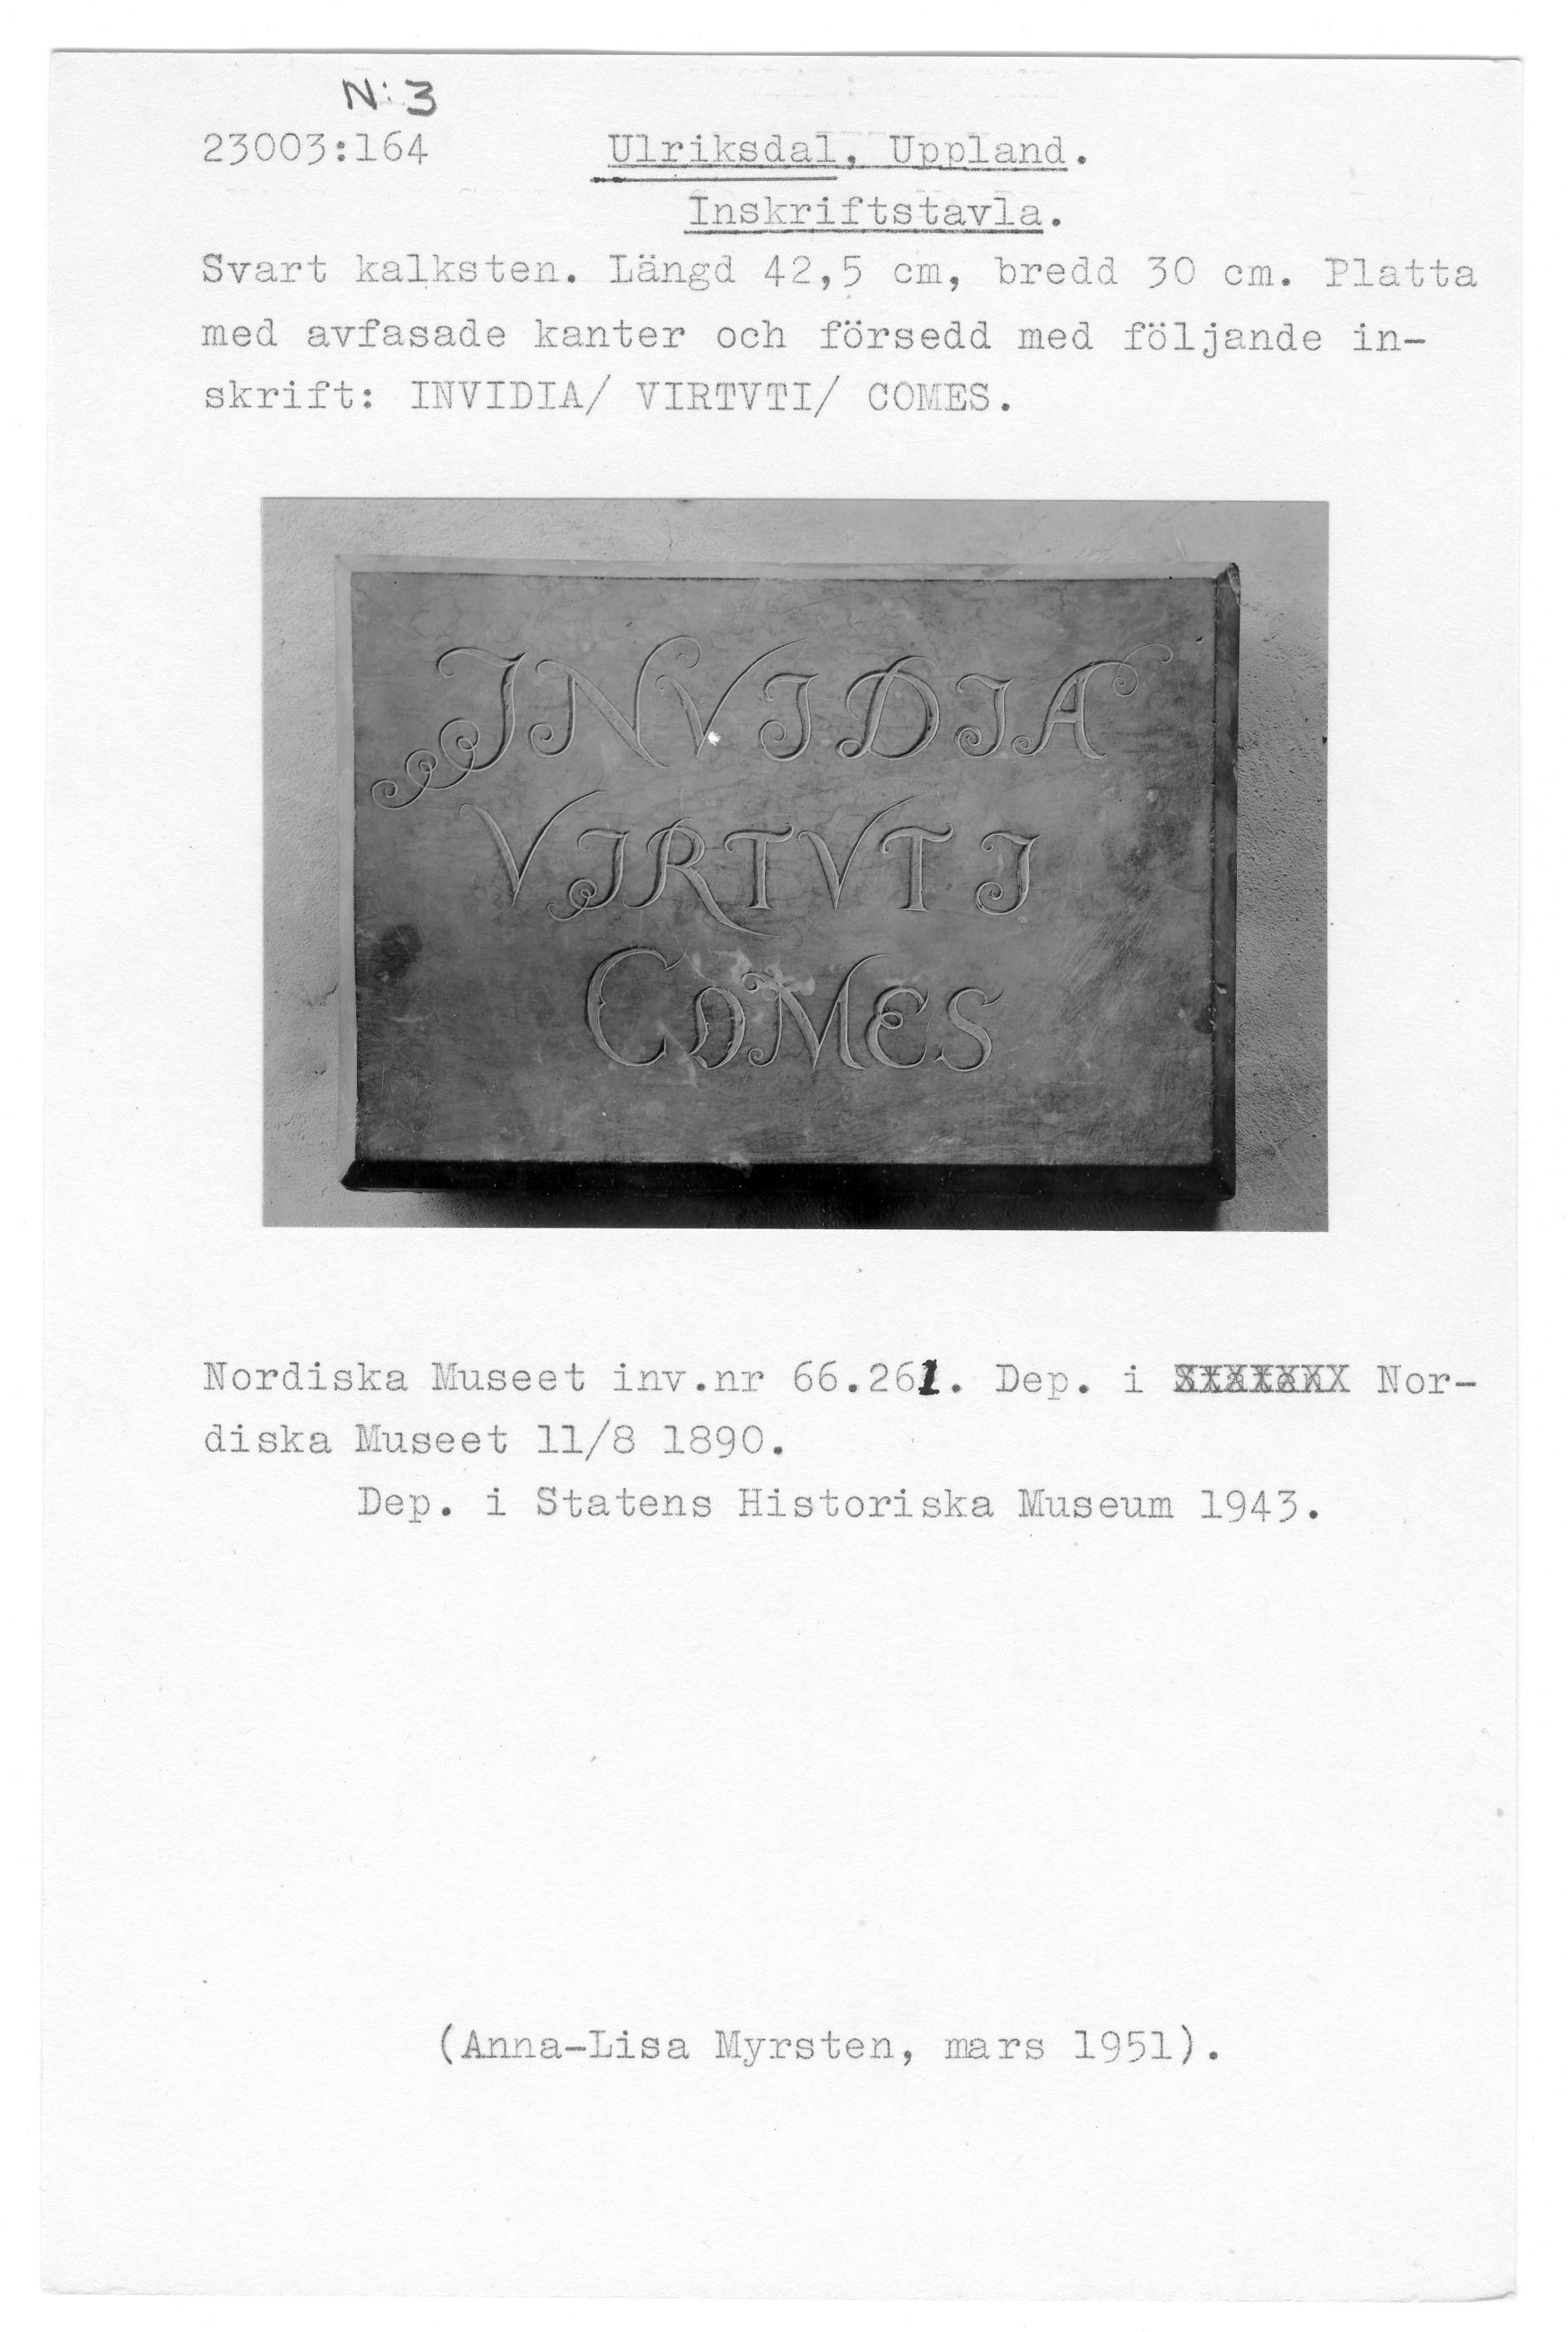 N:3
23003:164 Ulriksdal, Uppland.
Inskriftstavla.
Svart kalksten. Längd 42,5 cm, bredd 30 cm. Platta
med avfasade kanter och försedd med följande in-
skrift: INVIDIA/ VIRTVTI/ COMES.
INVIDIA
VIRTVTI
COMES
Nordiska Museet inv.nr 66.261. Dep. i Nor-
diska Museet 11/8 1890.
Dep. i Statens Historiska Museum 1943.
(Anna-Lisa Myrsten, mars 1951).